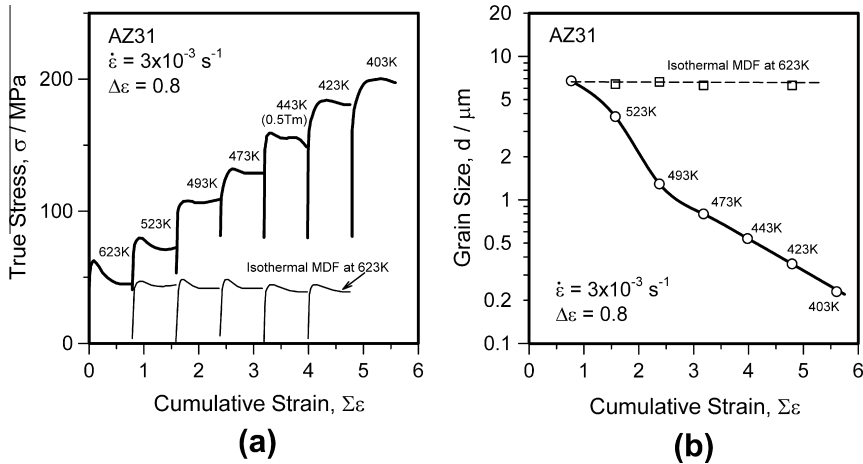 AZ31
ε̇ = 3x10⁻³ s⁻¹
Δε = 0.8
True Stress, σ / MPa
200
100
0
623K
523K
493K
473K
443K
(0.5Tm)
423K
403K
Isothermal MDF at 623K
0 1 2 3 4 5 6
Cumulative Strain, Σε
(a)
AZ31
Isothermal MDF at 623K
Grain Size, d / μm
20
10
5
2
1
0.5
0.2
0.1
523K
493K
473K
443K
423K
403K
ε̇ = 3x10⁻³ s⁻¹
Δε = 0.8
0 1 2 3 4 5 6
Cumulative Strain, Σε
(b)